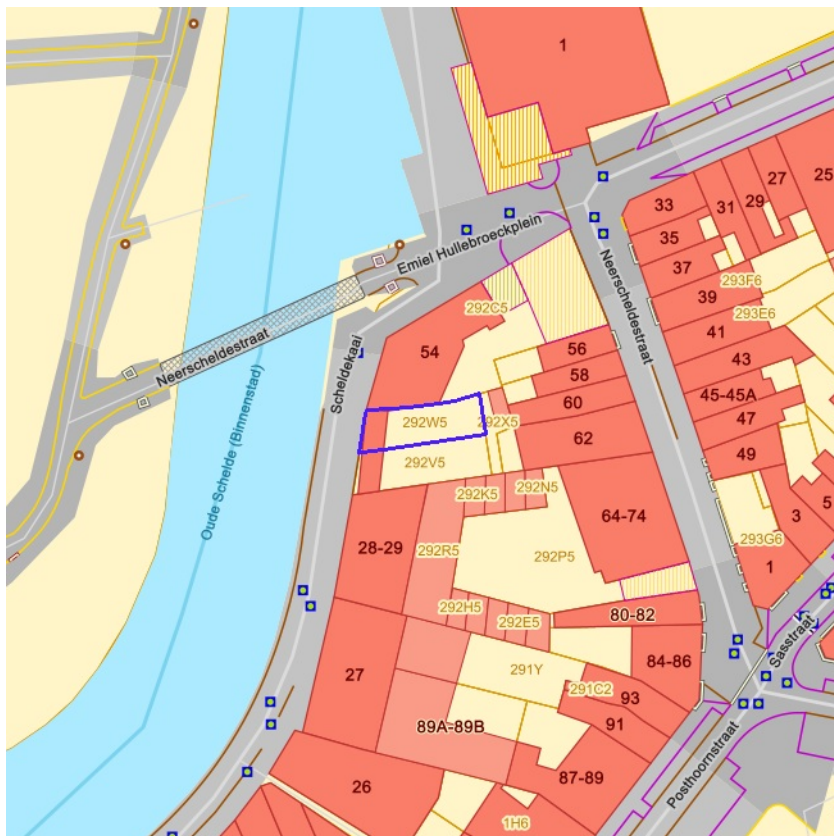 1
25
27
29
31
33
35
37
293F6
39
293E6
41
43
45-45A
47
49
293G6
3
5
1
Emiel Hullebroeckplein
Neerscheldestraat
Neerscheldestraat
Scheldekaai
Oude Schelde (Binnenstad)
292C5
54
56
58
60
62
292W5
292X5
292V5
292K5
292N5
64-74
28-29
292R5
292P5
292H5
292E5
80-82
84-86
27
291Y
291C2
93
91
89A-89B
87-89
26
1H6
Sasstraat
Posthoornstraat